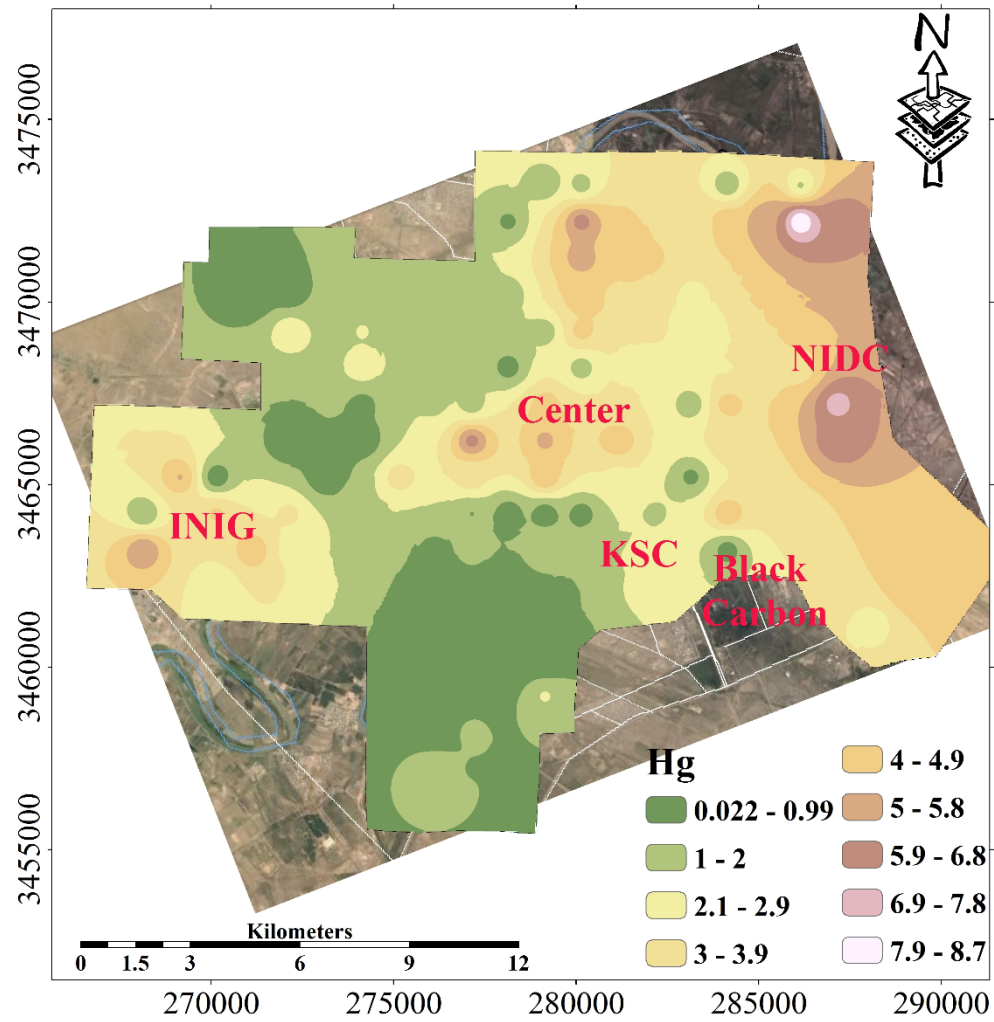 N
3475000
3470000
3465000
3460000
3455000
NIDC
Center
INIG
KSC
Black
Carbon
Hg
0.022 - 0.99
1 - 2
2.1 - 2.9
3 - 3.9
4 - 4.9
5 - 5.8
5.9 - 6.8
6.9 - 7.8
7.9 - 8.7
Kilometers
0 1.5 3 6 9 12
270000 275000 280000 285000 290000